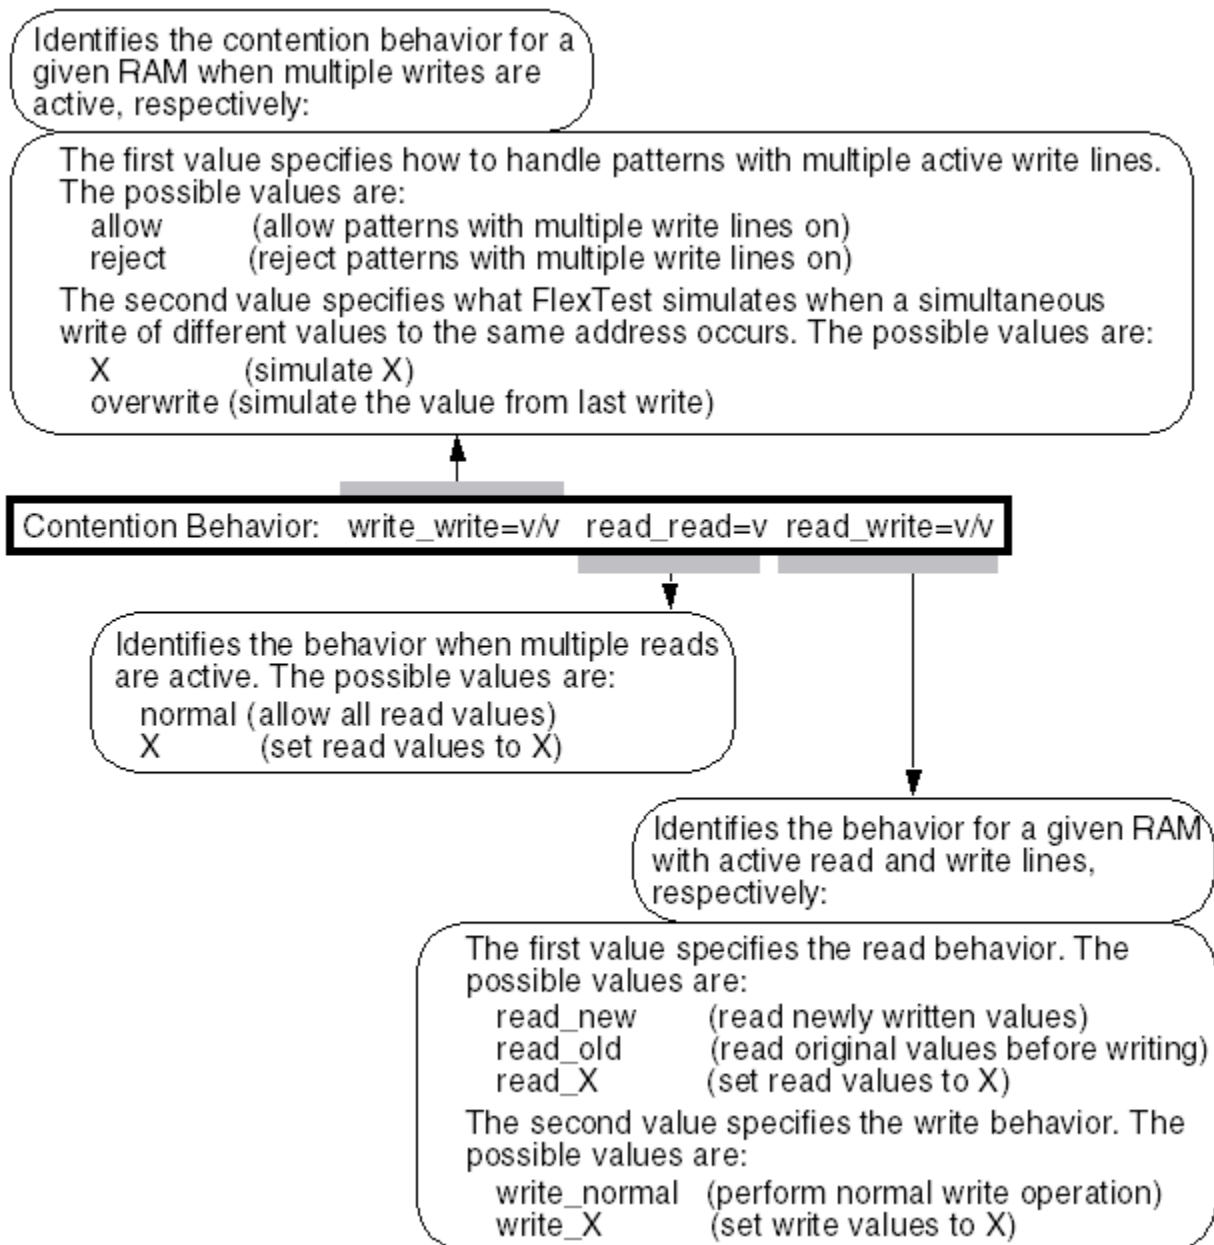 Identifies the contention behavior for a
given RAM when multiple writes are
active, respectively:
The first value specifies how to handle patterns with multiple active write lines.
The possible values are:
allow (allow patterns with multiple write lines on)
reject (reject patterns with multiple write lines on)
The second value specifies what FlexTest simulates when a simultaneous
write of different values to the same address occurs. The possible values are:
X (simulate X)
overwrite (simulate the value from last write)
Contention Behavior: write_write=v/v read_read=v read_write=v/v
Identifies the behavior when multiple reads
are active. The possible values are:
normal (allow all read values)
X (set read values to X)
Identifies the behavior for a given RAM
with active read and write lines,
respectively:
The first value specifies the read behavior. The
possible values are:
read_new (read newly written values)
read_old (read original values before writing)
read_X (set read values to X)
The second value specifies the write behavior. The
possible values are:
write_normal (perform normal write operation)
write_X (set write values to X)